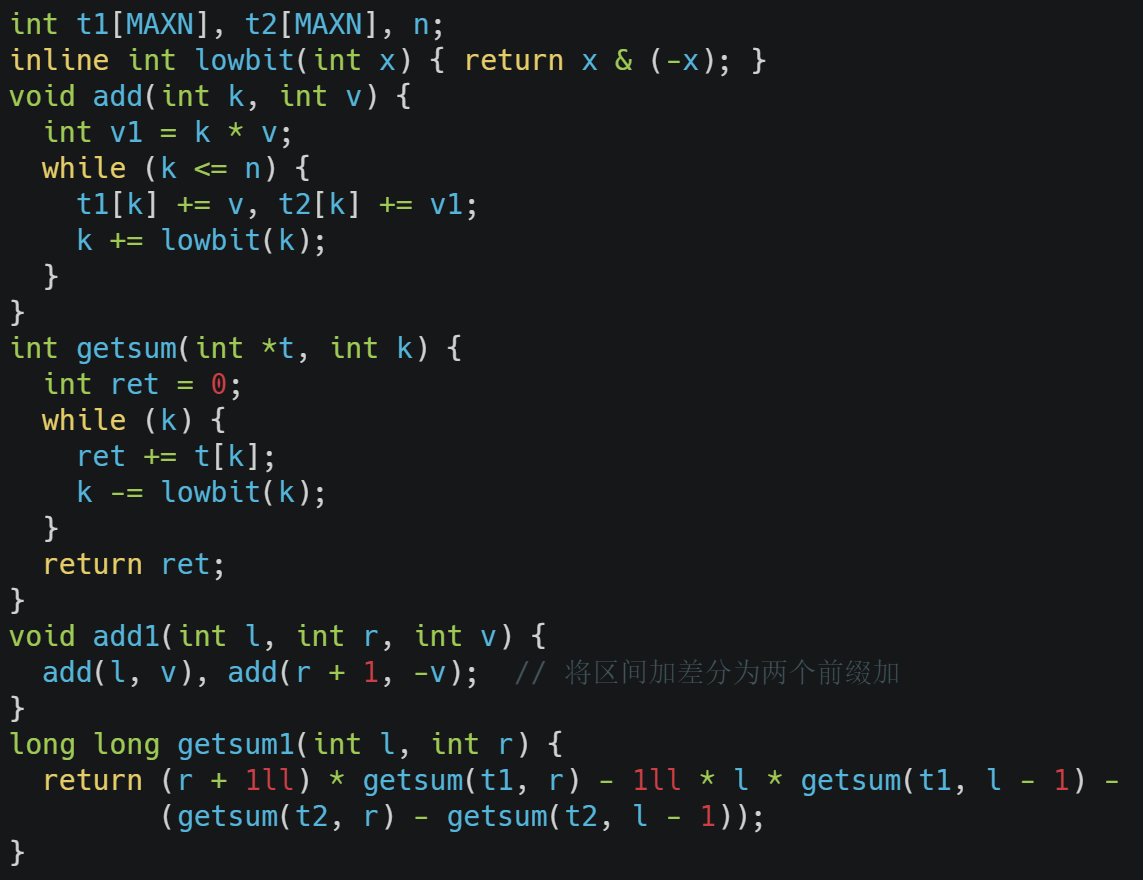 int t1[MAXN], t2[MAXN], n;
inline int lowbit(int x) { return x & (-x); }
void add(int k, int v) {
  int v1 = k * v;
  while (k <= n) {
    t1[k] += v, t2[k] += v1;
    k += lowbit(k);
  }
}
int getsum(int *t, int k) {
  int ret = 0;
  while (k) {
    ret += t[k];
    k -= lowbit(k);
  }
  return ret;
}
void add1(int l, int r, int v) {
  add(l, v), add(r + 1, -v);  // 将区间加差分为两个前缀加
}
long long getsum1(int l, int r) {
  return (r + 1ll) * getsum(t1, r) - 1ll * l * getsum(t1, l - 1) -
         (getsum(t2, r) - getsum(t2, l - 1));
}